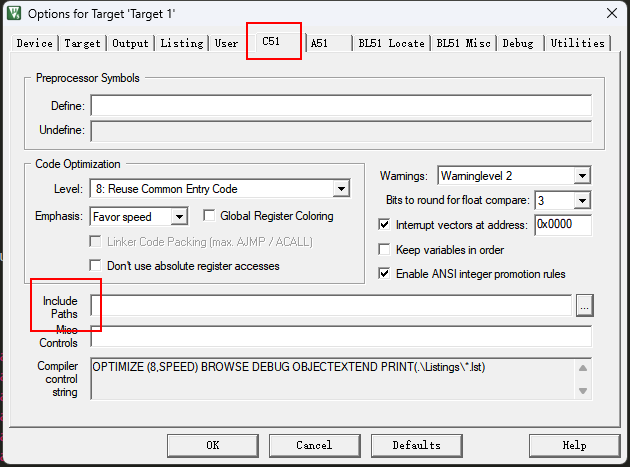 Options for Target 'Target 1'
Device Target Output Listing User C51 A51 BL51 Locate BL51 Misc Debug Utilities
Preprocessor Symbols
Define:
Undefine:
Code Optimization
Level: 8: Reuse Common Entry Code
Emphasis: Favor speed Global Register Coloring
Linker Code Packing (max. AJMP / ACALL)
Don't use absolute register accesses
Warnings: Warninglevel 2
Bits to round for float compare: 3
Interrupt vectors at address: 0x0000
Keep variables in order
Enable ANSI integer promotion rules
Include
Paths
...
Misc
Controls
Compiler
control
string
OPTIMIZE (8,SPEED) BROWSE DEBUG OBJECTEXTEND PRINT(.\Listings\*.lst)
OK Cancel Defaults Help